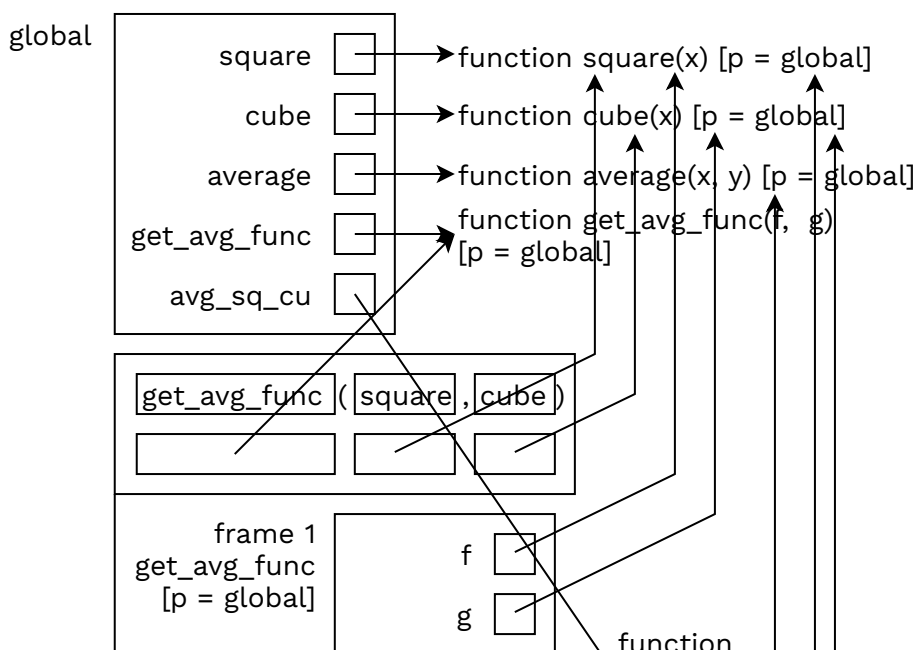 global
square
function square(x) [p = global]
cube
function cube(x) [p = global]
average
function average(x, y) [p = global]
get_avg_func
function get_avg_func(f, g)
[p = global]
avg_sq_cu
get_avg_func ( square , cube )
frame 1
get_avg_func
[p = global]
f
g
function